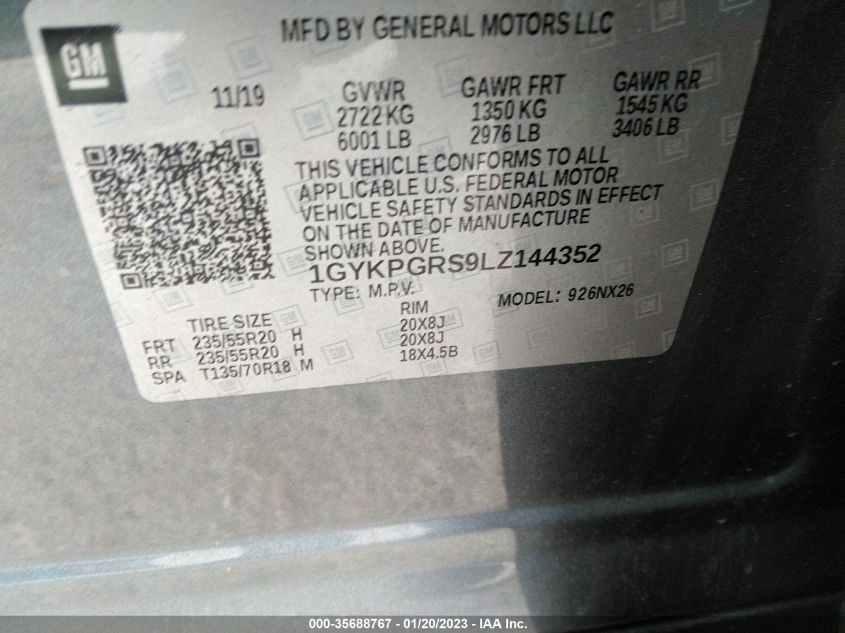 GM
MFD BY GENERAL MOTORS LLC
11/19 GVWR GAWR FRT GAWR RR
2722 KG 1350 KG 1545 KG
6001 LB 2976 LB 3406 LB
THIS VEHICLE CONFORMS TO ALL
APPLICABLE U.S. FEDERAL MOTOR
VEHICLE SAFETY STANDARDS IN EFFECT
ON THE DATE OF MANUFACTURE
SHOWN ABOVE.
1GYKPGRS9LZ144352
TYPE: M.P.V. MODEL: 926NX26
TIRE SIZE RIM
FRT 235/55R20 H 20X8J
RR 235/55R20 H 20X8J
SPA T135/70R18 M 18X4.5B
000-35688767 - 01/20/2023 - IAA Inc.